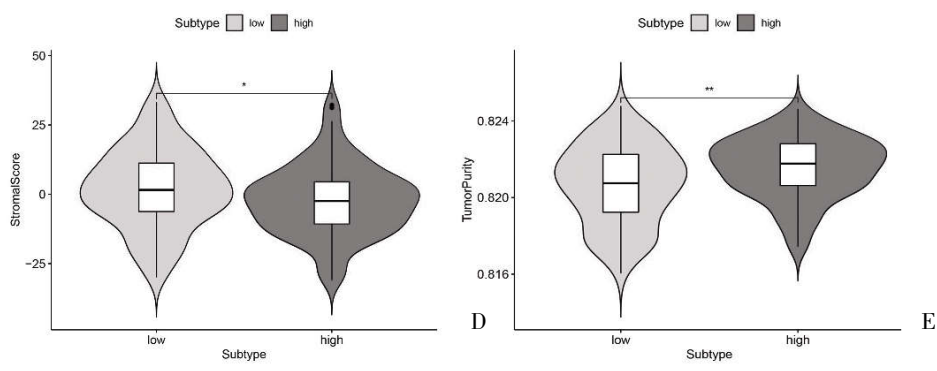 Subtype low high
50
25
0
−25
StromalScore
*
low high
Subtype
D
Subtype low high
0.824
0.820
0.816
TumorPurity
**
low high
Subtype
E